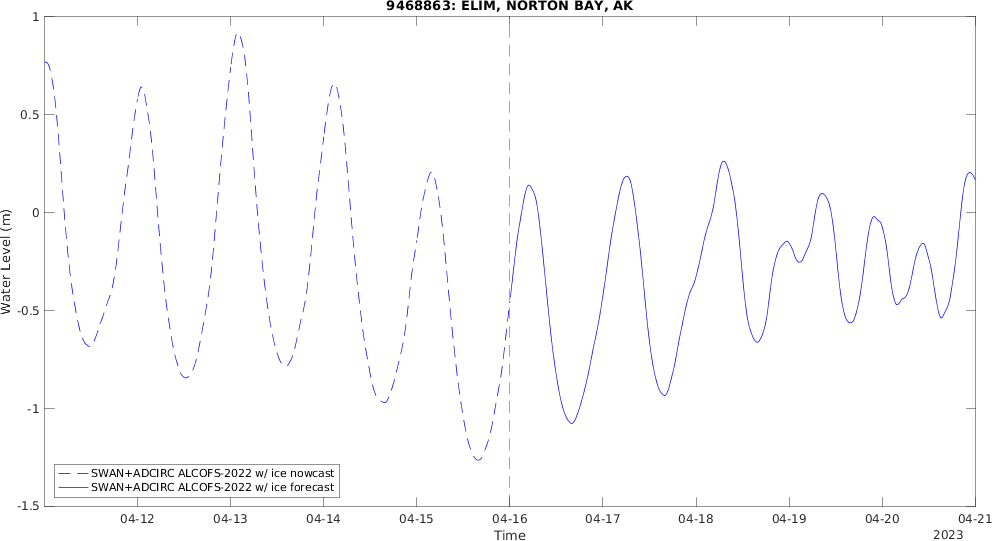 9468863: ELIM, NORTON BAY, AK
1
0.5
0
-0.5
-1
-1.5
Water Level (m)
SWAN+ADCIRC ALCOFS-2022 w/ ice nowcast
SWAN+ADCIRC ALCOFS-2022 w/ ice forecast
04-12 04-13 04-14 04-15 04-16 04-17 04-18 04-19 04-20 04-21
Time
2023